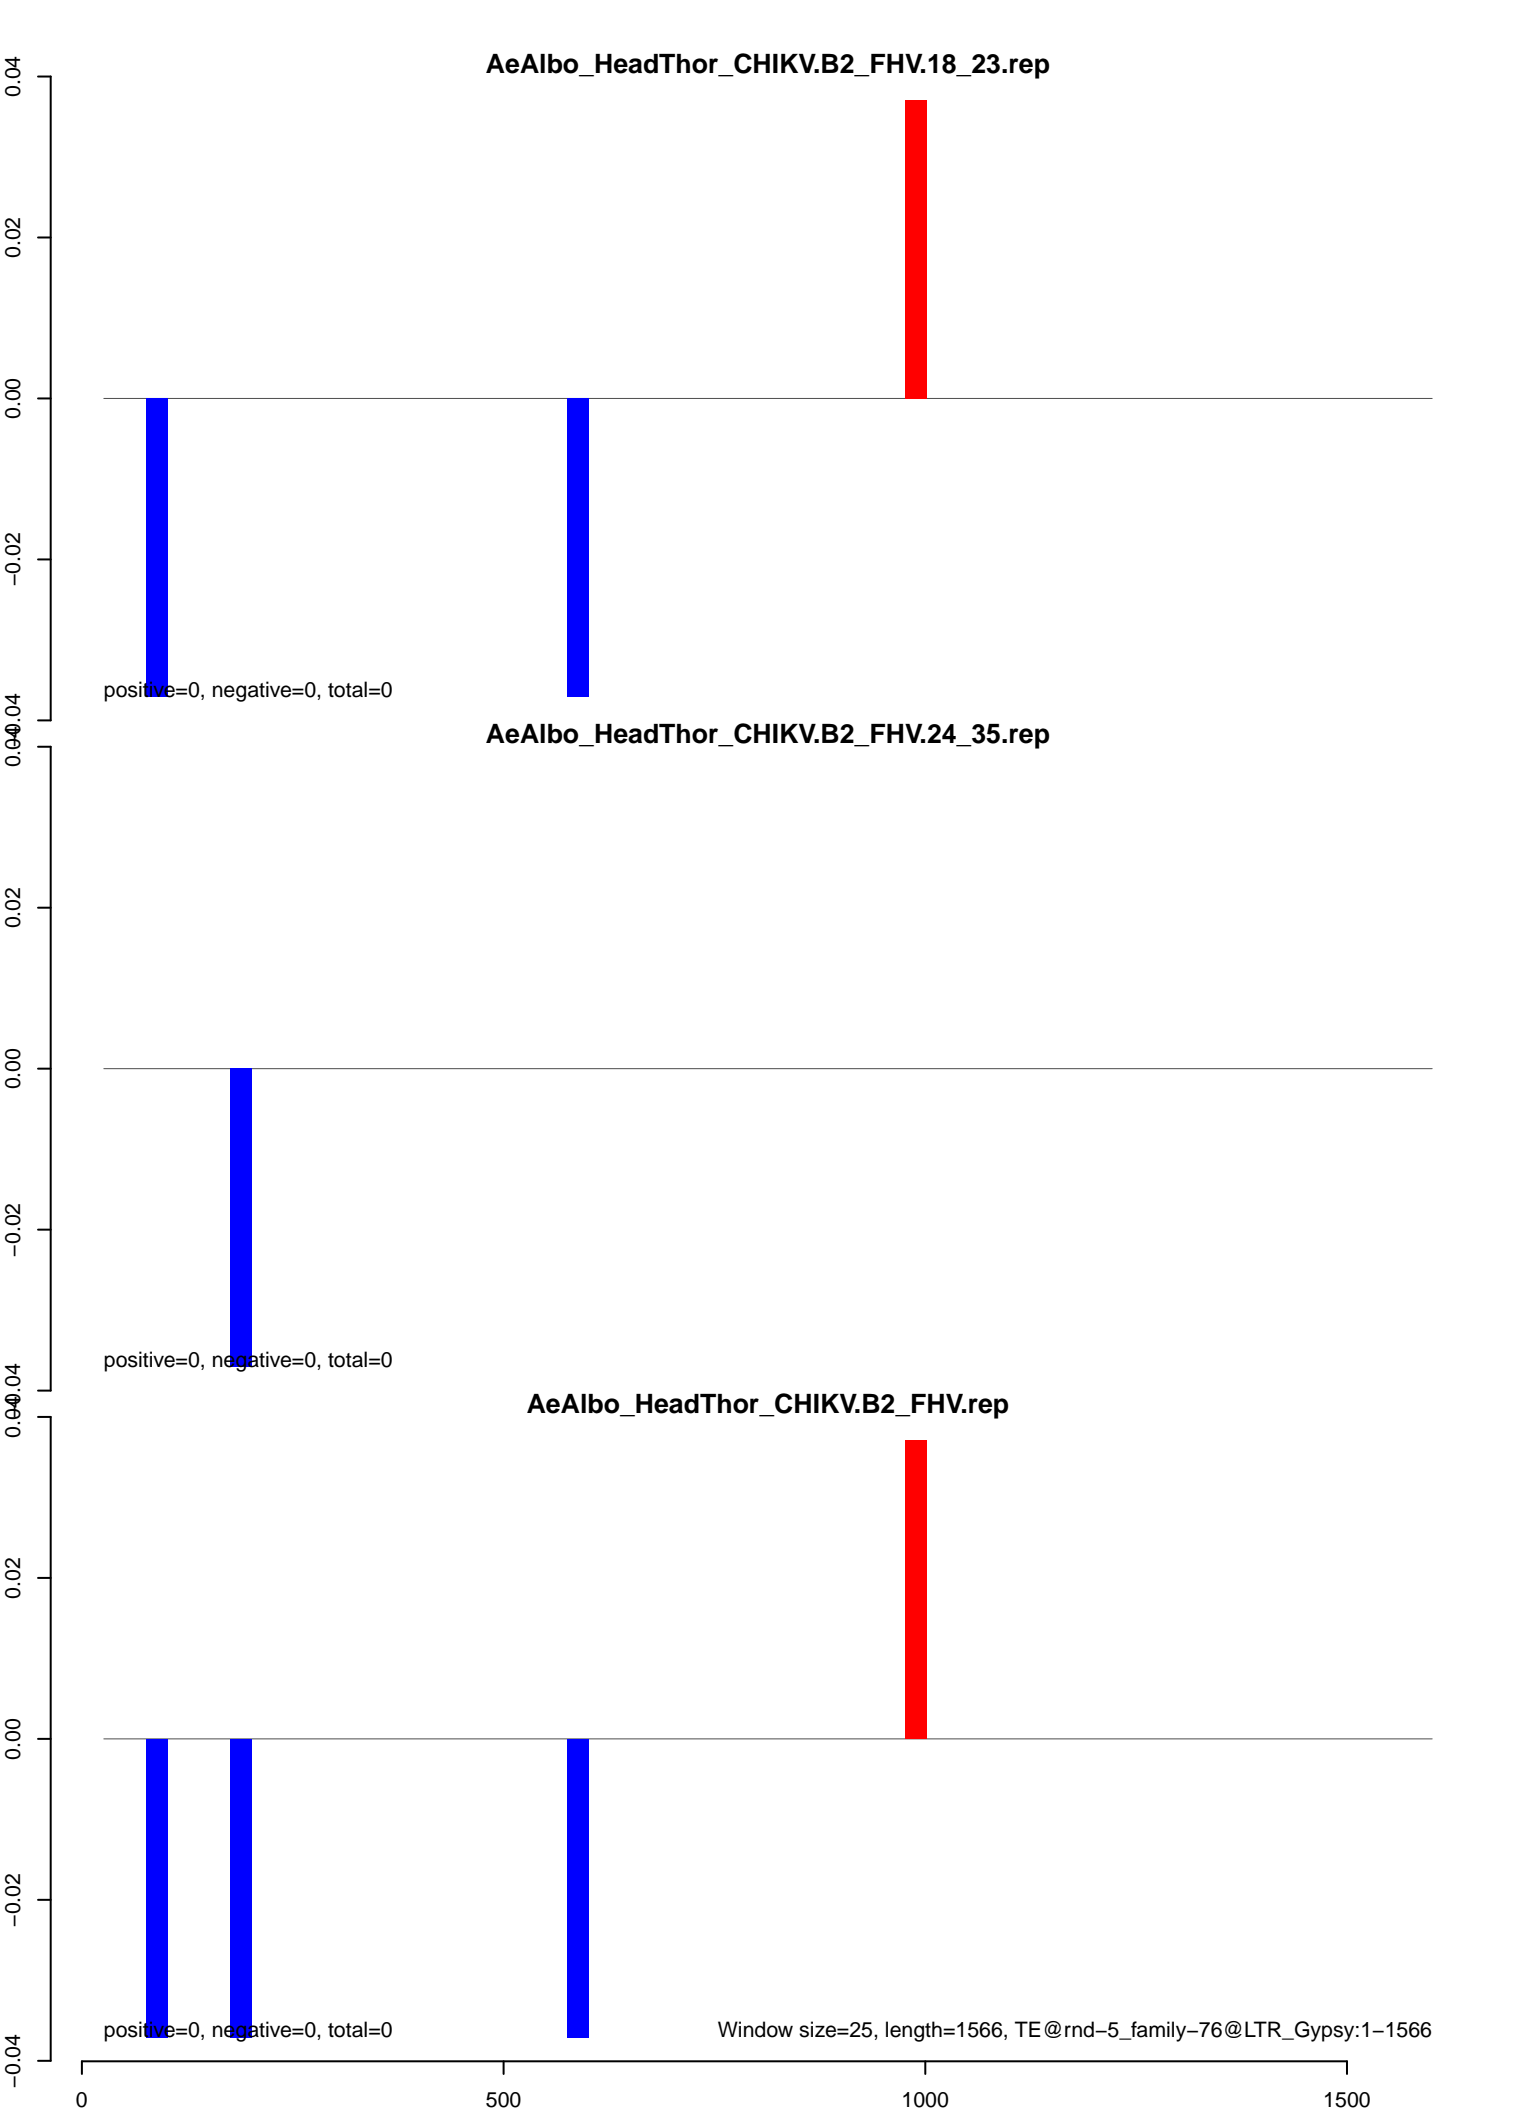 AeAlbo_HeadThor_CHIKV.B2_FHV.18_23.rep
0.04
0.02
0.00
−0.02
−0.04
positive=0, negative=0, total=0
AeAlbo_HeadThor_CHIKV.B2_FHV.24_35.rep
0.04
0.02
0.00
−0.02
−0.04
positive=0, negative=0, total=0
AeAlbo_HeadThor_CHIKV.B2_FHV.rep
0.04
0.02
0.00
−0.02
−0.04
positive=0, negative=0, total=0
Window size=25, length=1566, TE@rnd−5_family−76@LTR_Gypsy:1−1566
0 500 1000 1500